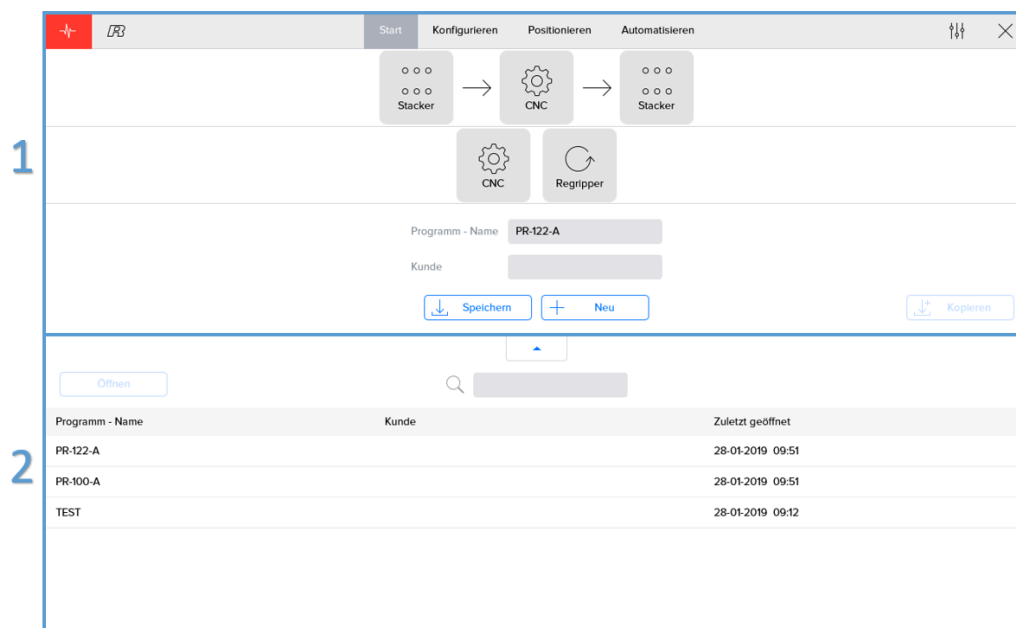 Start Konfigurieren Positionieren Automatisieren
Stacker CNC Stacker
1
CNC Regripper
Programm - Name PR-122-A
Kunde
Speichern Neu Kopieren
Öffnen
Programm - Name Kunde Zuletzt geöffnet
PR-122-A 28-01-2019 09:51
2
PR-100-A 28-01-2019 09:51
TEST 28-01-2019 09:12